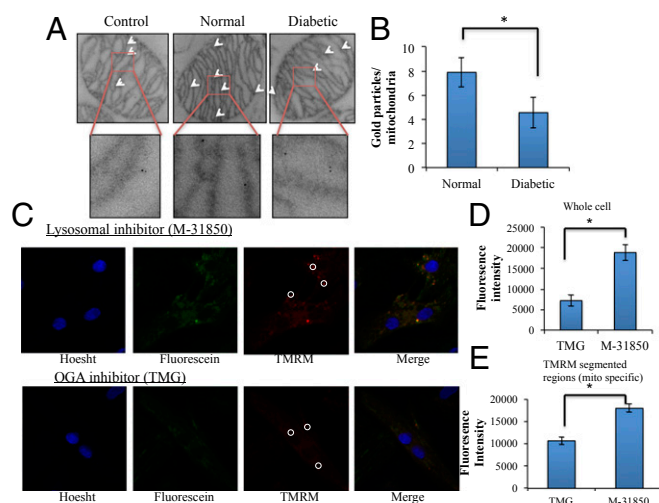 A
Control
Normal
Diabetic
B
*
Gold particles/
mitochondria
10
8
6
4
2
0
Normal
Diabetic
C
Lysosomal inhibitor (M-31850)
Hoesht
Fluorescein
TMRM
Merge
OGA inhibitor (TMG)
Hoesht
Fluorescein
TMRM
Merge
D
Whole cell
*
Fluorescence
intensity
25000
20000
15000
10000
5000
0
TMG
M-31850
E
TMRM segmented
regions (mito specific)
*
Fluorescence
Intensity
20000
15000
10000
5000
0
TMG
M-31850